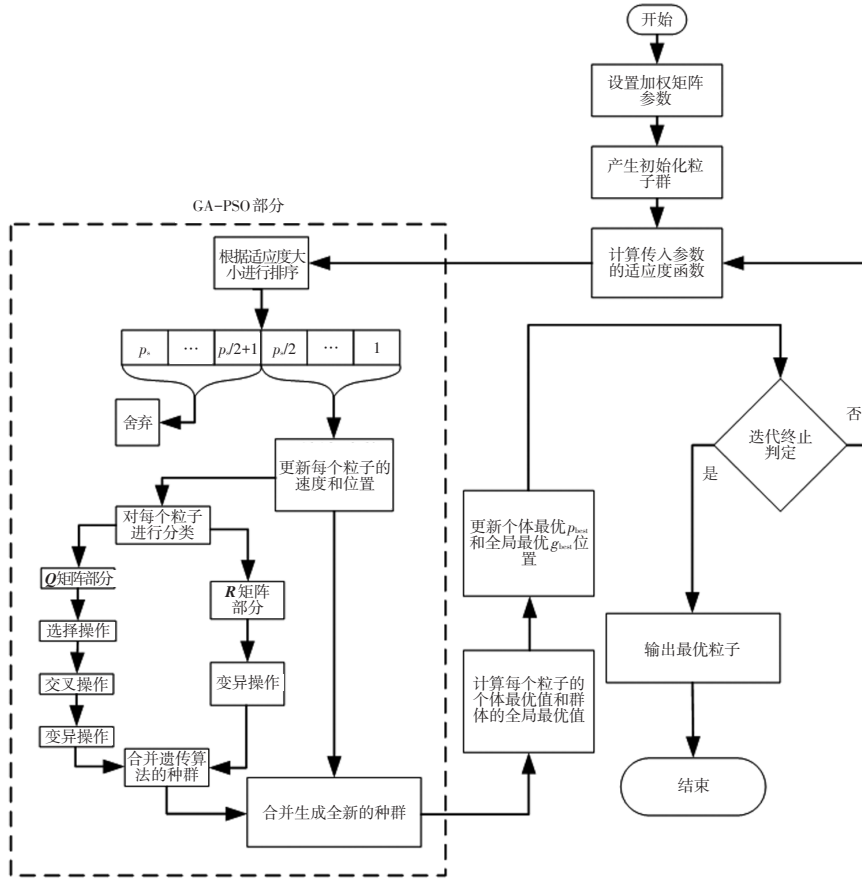 开始
设置加权矩阵
参数
产生初始化粒
子群
计算传入参数
的适应度函数
GA-PSO部分
根据适应度大
小进行排序
pₛ … pₛ/2+1 pₛ/2 … 1
舍弃
更新每个粒子的
速度和位置
对每个粒子
进行分类
Q矩阵部分
选择操作
交叉操作
变异操作
R矩阵
部分
变异操作
合并遗传算
法的种群
合并生成全新的种群
计算每个粒子的
个体最优值和群
体的全局最优值
更新个体最优p_best
和全局最优g_best位
置
迭代终止
判定
否
是
输出最优粒子
结束